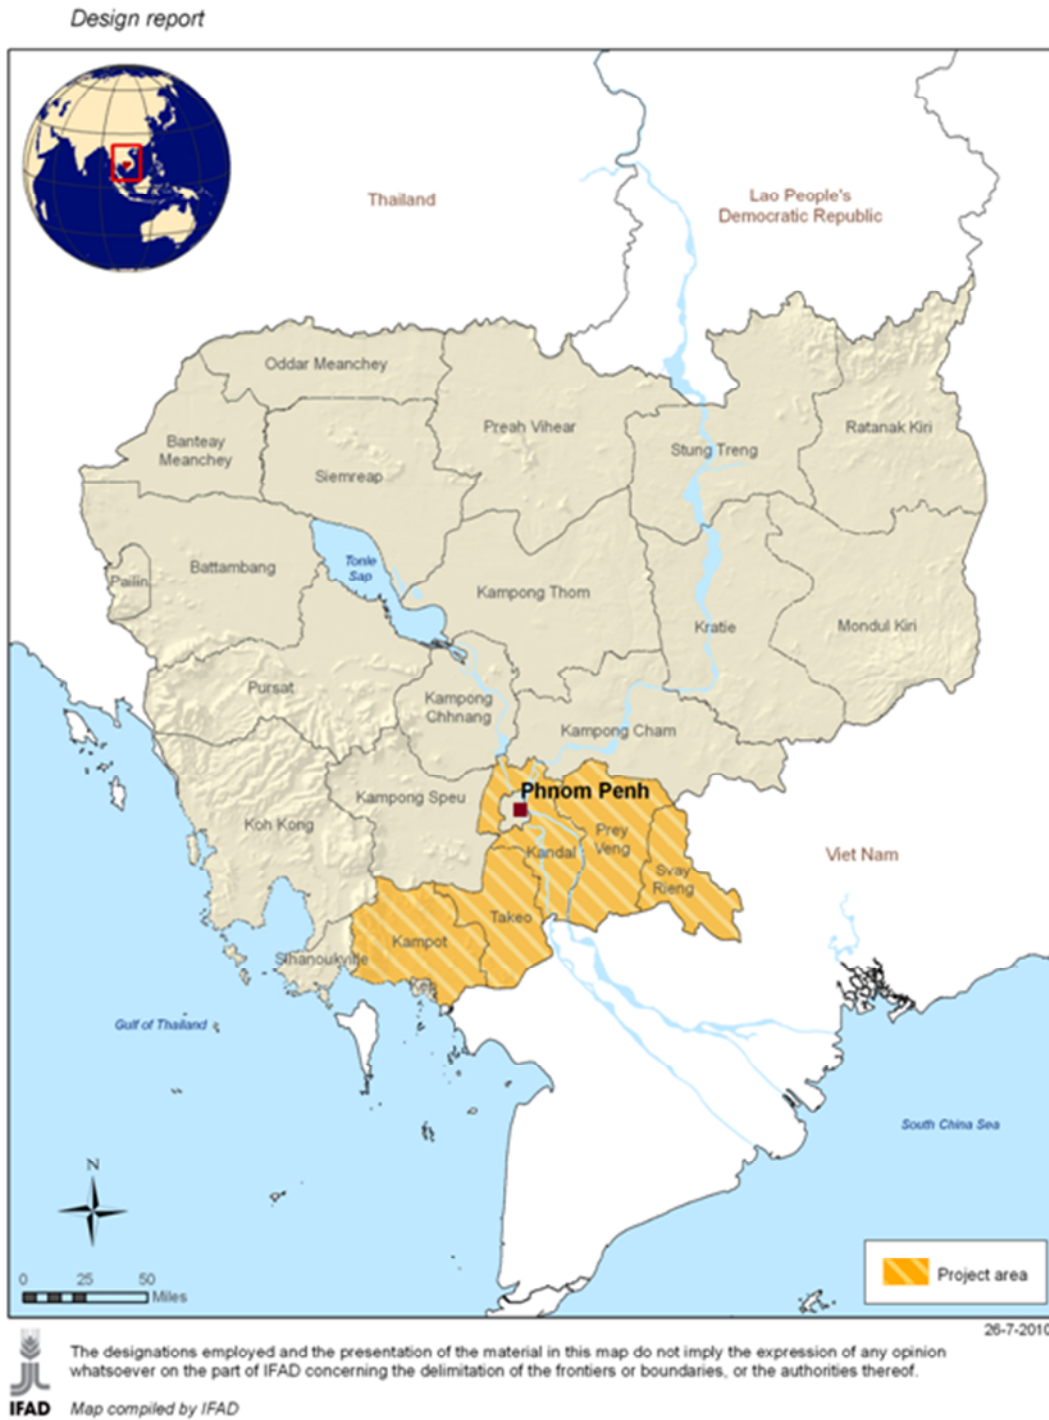 Design report
Thailand
Lao People's
Democratic Republic
Oddar Meanchey
Banteay
Meanchey
Siemreap
Preah Vihear
Stung Treng
Ratanak Kiri
Pailin
Battambang
Tonle
Sap
Kampong Thom
Kratie
Mondul Kiri
Pursat
Kampong
Chhnang
Kampong Cham
Kampong Speu
Phnom Penh
Koh Kong
Kandal
Prey
Veng
Svay
Rieng
Viet Nam
Takeo
Kampot
Sihanoukville
Kep
Gulf of Thailand
South China Sea
N
0 25 50
Miles
Project area
26-7-2010
The designations employed and the presentation of the material in this map do not imply the expression of any opinion
whatsoever on the part of IFAD concerning the delimitation of the frontiers or boundaries, or the authorities thereof.
IFAD Map compiled by IFAD